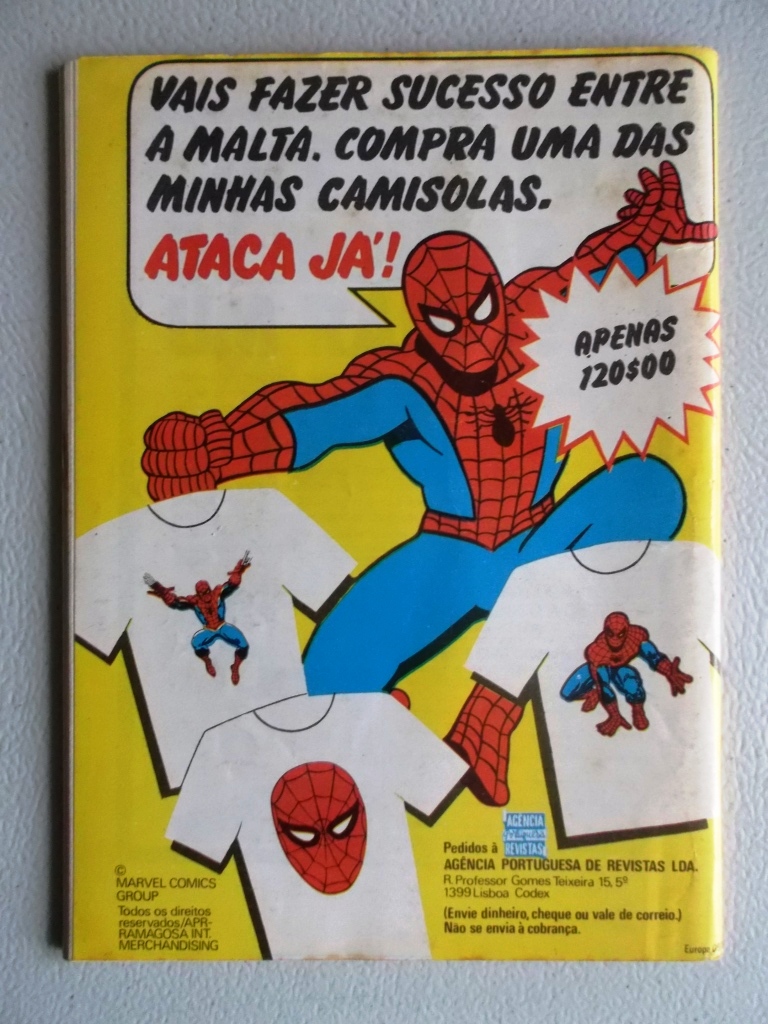 VAIS FAZER SUCESSO ENTRE
A MALTA. COMPRA UMA DAS
MINHAS CAMISOLAS.
ATACA JÁ!
APENAS
120$00
AGÊNCIA
REVISTAS
Pedidos à
AGÊNCIA PORTUGUESA DE REVISTAS LDA.
R. Professor Gomes Teixeira 15, 5º
1399 Lisboa Codex
(Envie dinheiro, cheque ou vale de correio.)
Não se envia à cobrança.
©
MARVEL COMICS
GROUP
Todos os direitos
reservados/APR-
RAMAGOSA INT.
MERCHANDISING